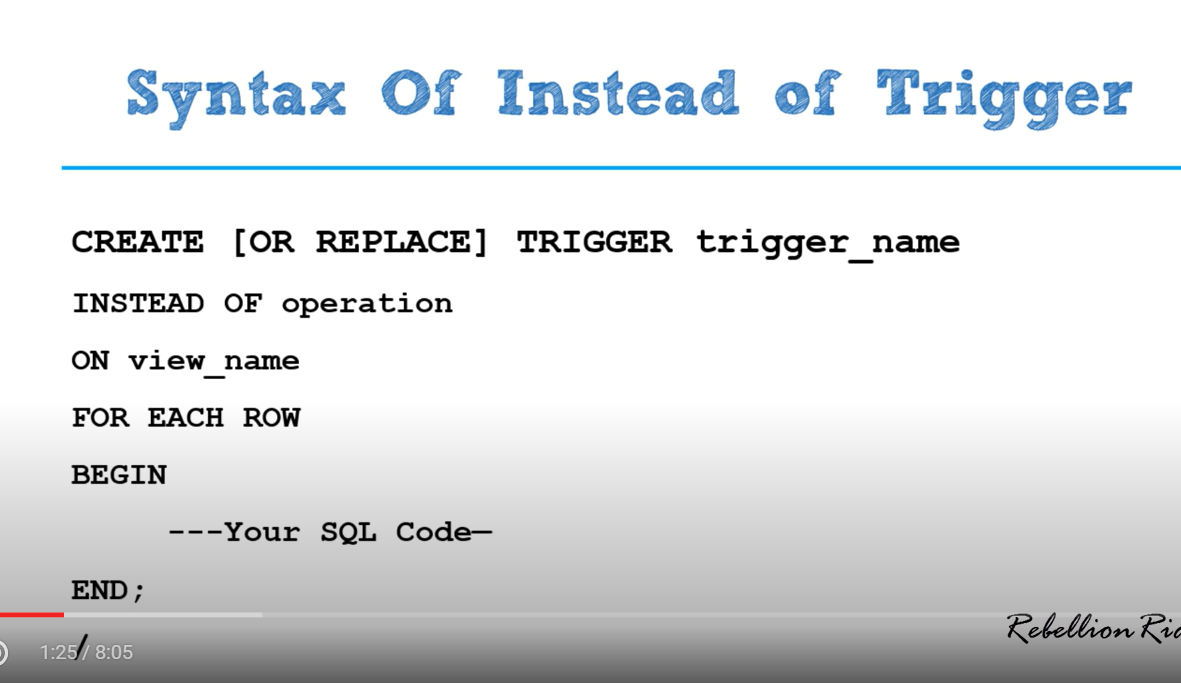 Syntax Of Instead of Trigger
CREATE [OR REPLACE] TRIGGER trigger_name
INSTEAD OF operation
ON view_name
FOR EACH ROW
BEGIN
---Your SQL Code—
END;
/
1:25 / 8:05
Rebellion